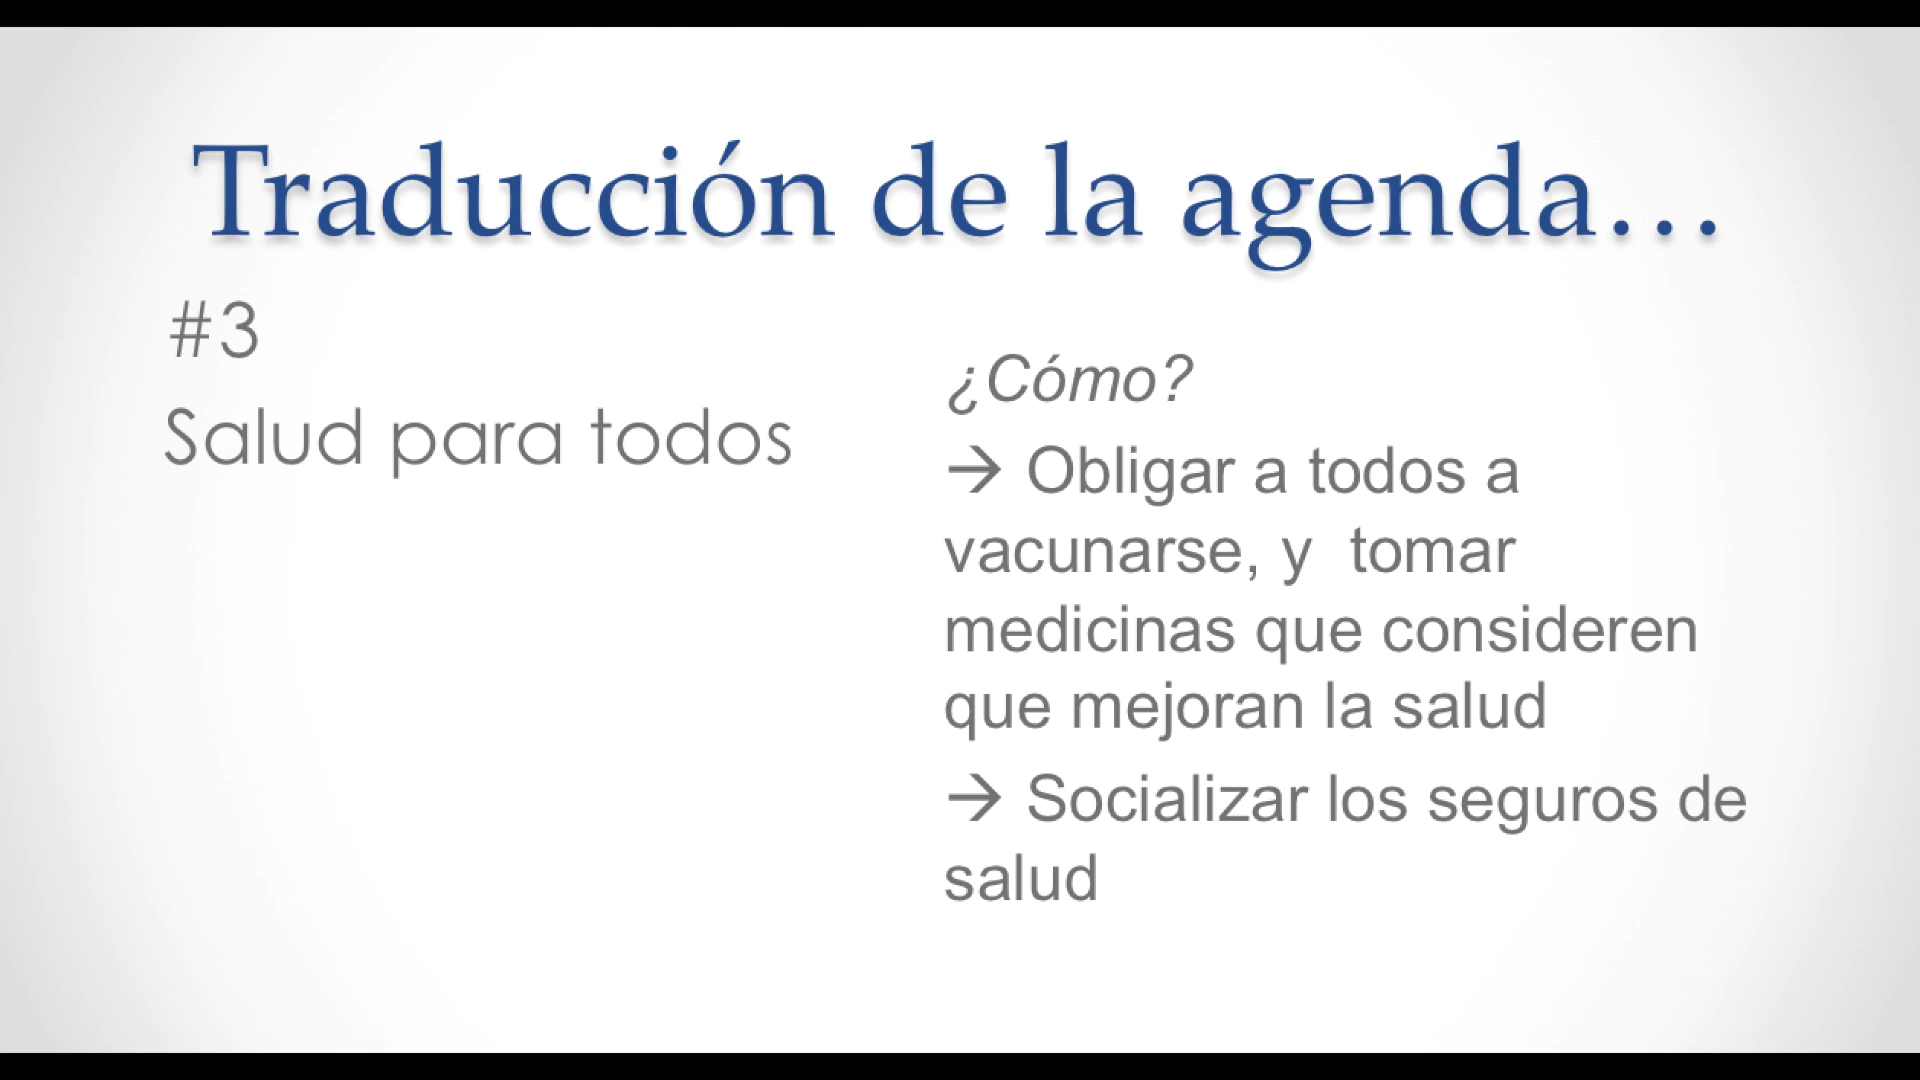 Traducción de la agenda...
#3
Salud para todos
¿Cómo?
→ Obligar a todos a
vacunarse, y  tomar
medicinas que consideren
que mejoran la salud
→ Socializar los seguros de
salud